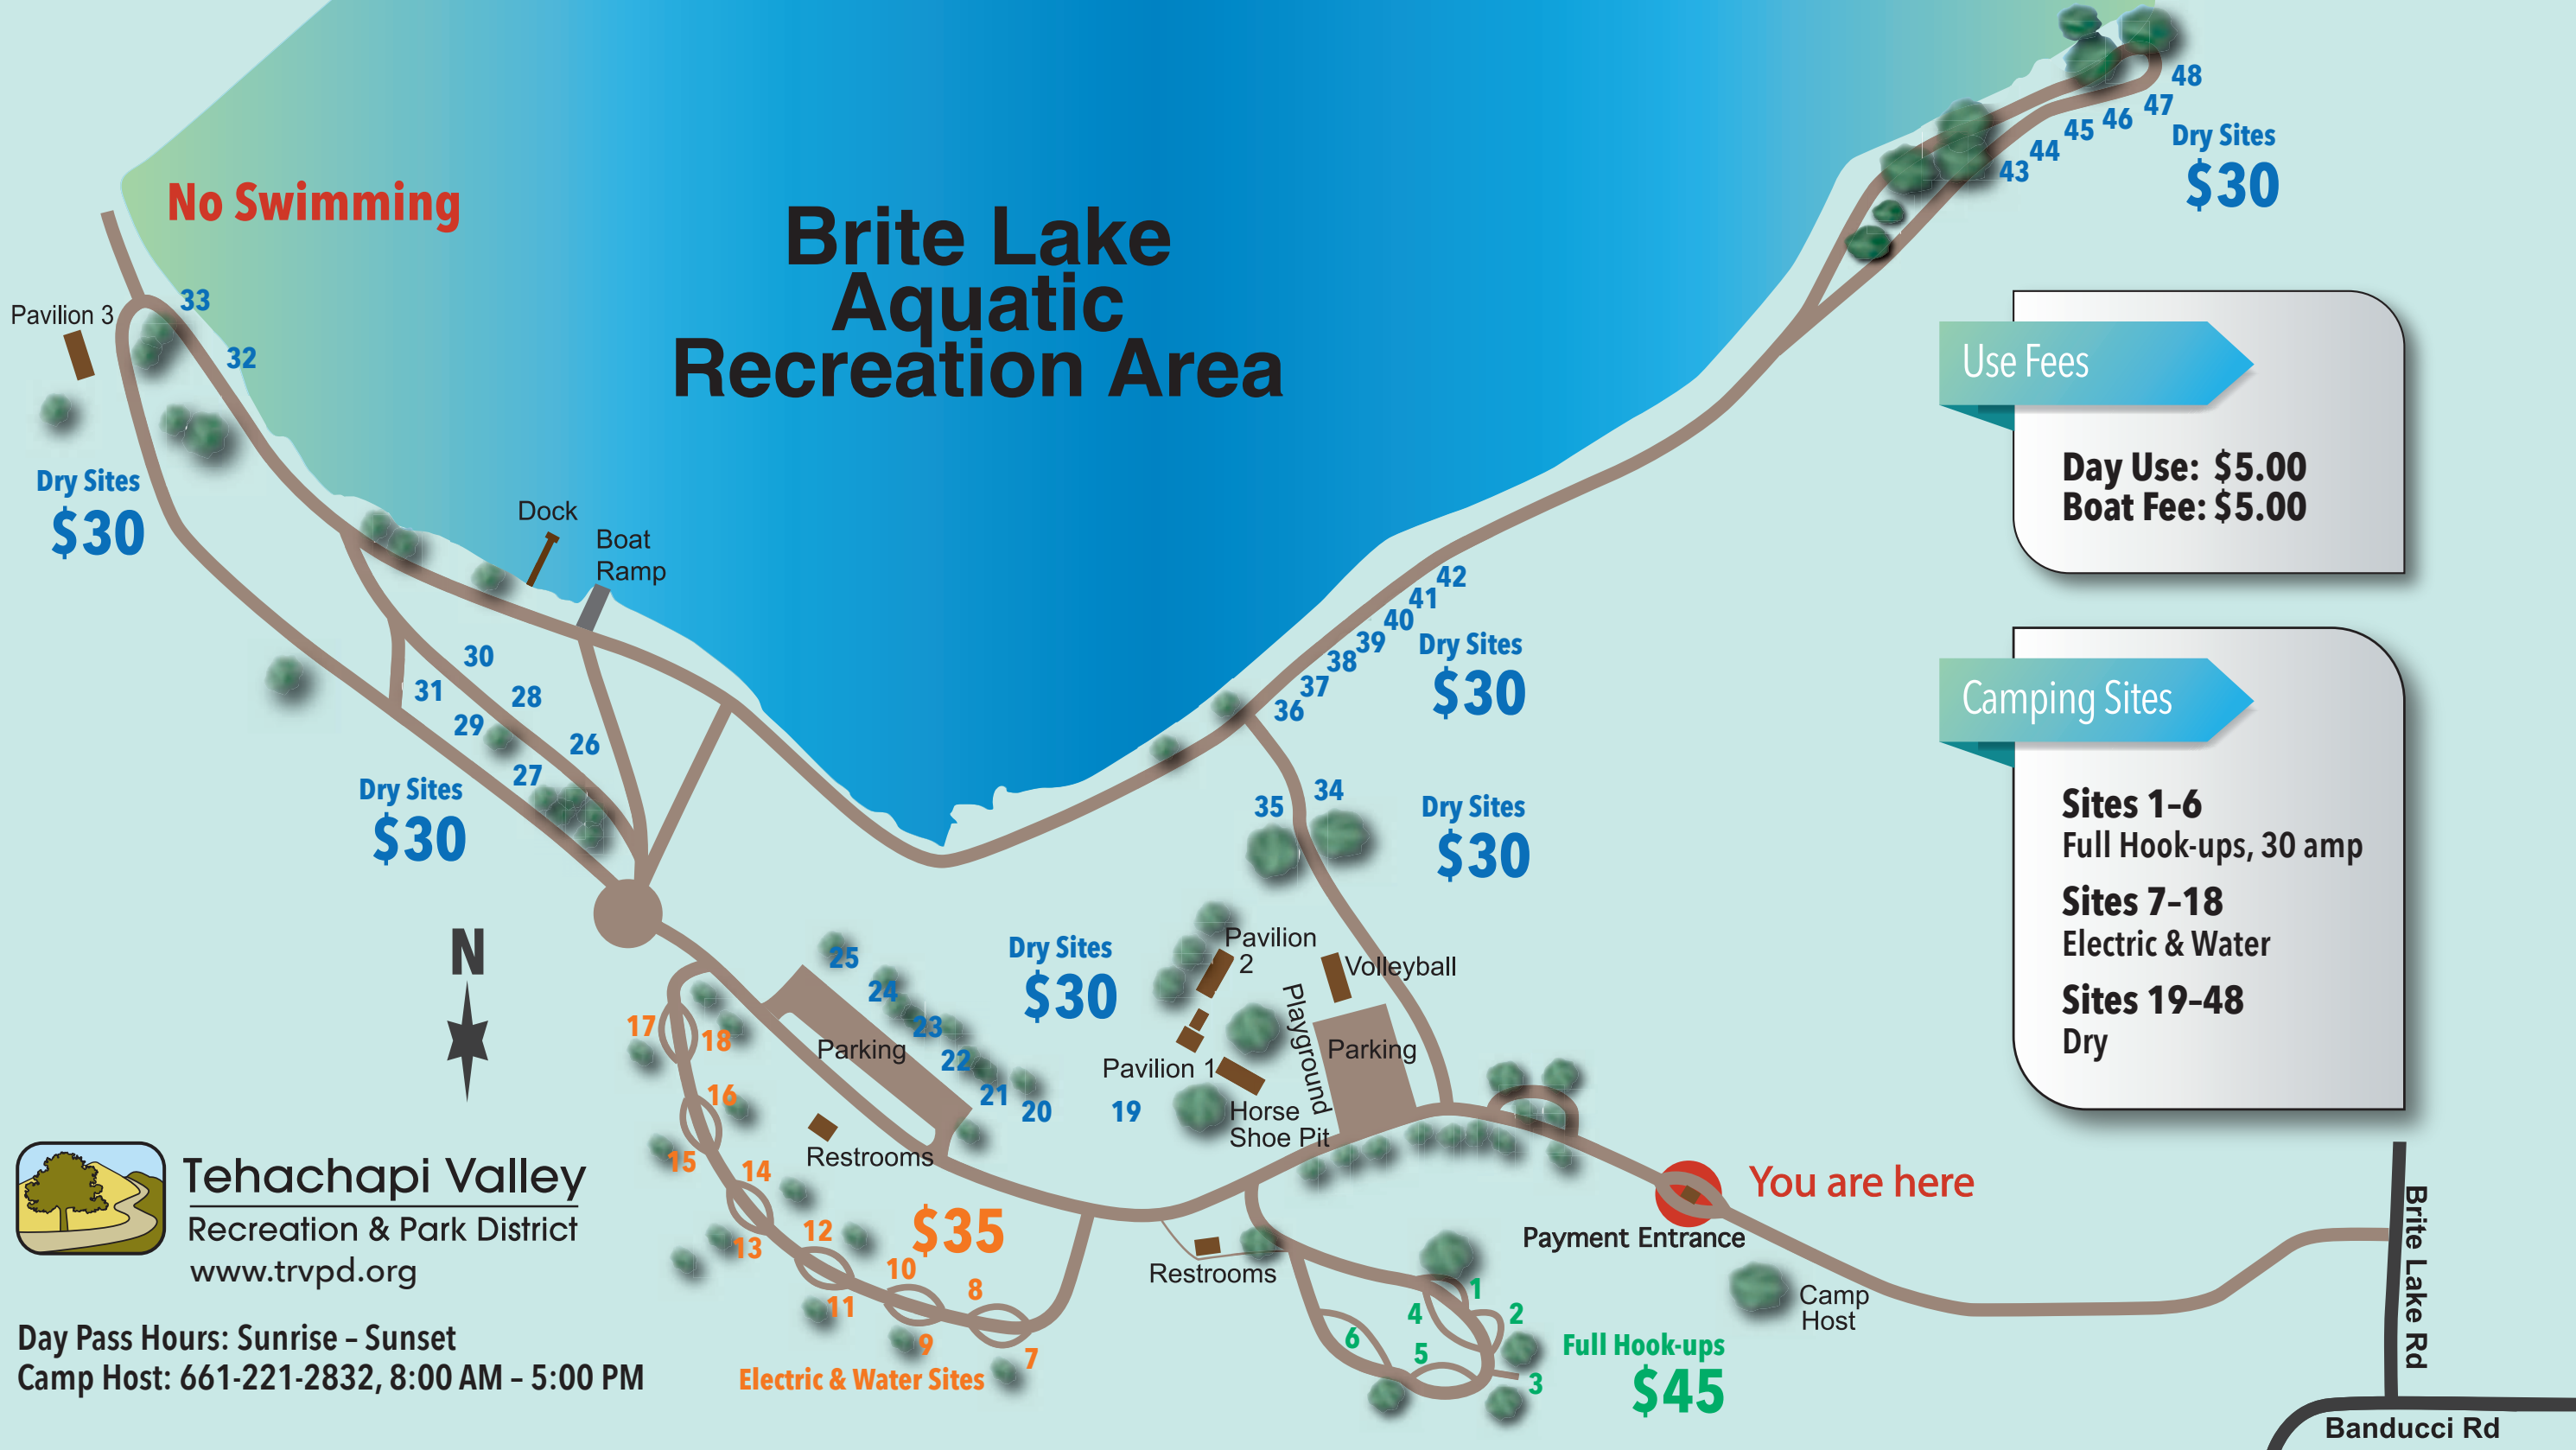 Brite Lake
Aquatic
Recreation Area
No Swimming
Pavilion 3
33
32
Dry Sites
$30
Dock
Boat
Ramp
30
31
28
29
26
27
Dry Sites
$30
48
47
46
45
44
43
Dry Sites
$30
42
41
40
39
38
37
36
Dry Sites
$30
34
35
Dry Sites
$30
Use Fees
Day Use: $5.00
Boat Fee: $5.00
Camping Sites
Sites 1–6
Full Hook-ups, 30 amp
Sites 7–18
Electric & Water
Sites 19–48
Dry
N
25
24
23
22
21
20
19
Dry Sites
$30
Parking
Restrooms
Pavilion
2
Volleyball
Playground
Parking
Pavilion 1
Horse
Shoe Pit
17
18
16
15
14
13
12
11
10
9
8
7
$35
Electric & Water Sites
Restrooms
1
2
3
4
5
6
Full Hook-ups
$45
You are here
Payment Entrance
Camp
Host
Brite Lake Rd
Banducci Rd
Tehachapi Valley
Recreation & Park District
www.trvpd.org
Day Pass Hours: Sunrise – Sunset
Camp Host: 661-221-2832, 8:00 AM – 5:00 PM